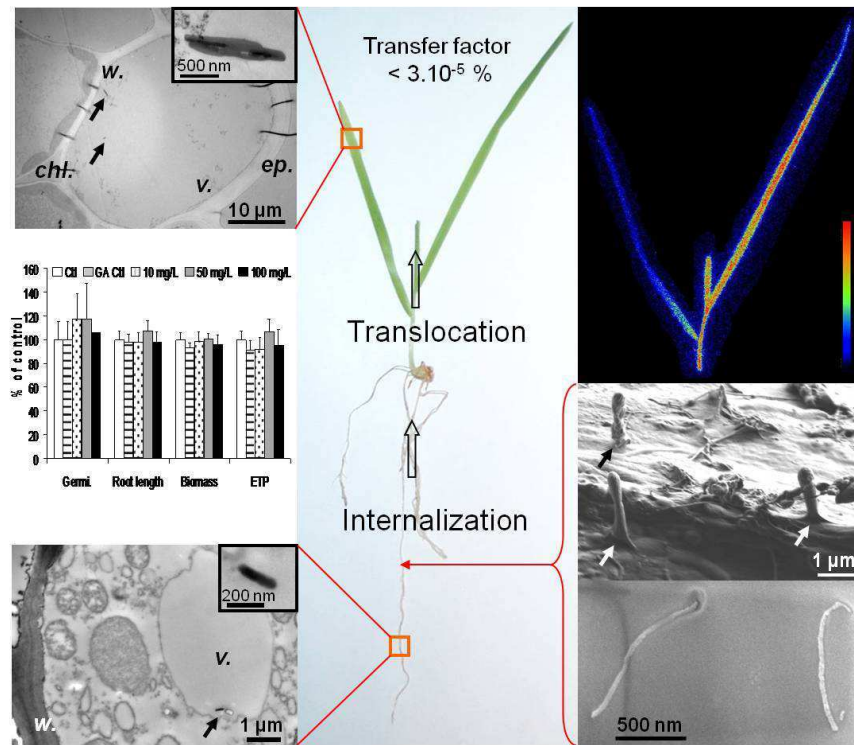 500 nm
w.
chl.
v.
ep.
10 µm
Transfer factor
< 3.10⁻⁵ %
160
140
120
100
80
60
40
20
0
% of control
Ctl GA Ctl 10 mg/L 50 mg/L 100 mg/L
Germi. Root length Biomass ETP
Translocation
Internalization
1 µm
500 nm
200 nm
v.
w.
1 µm